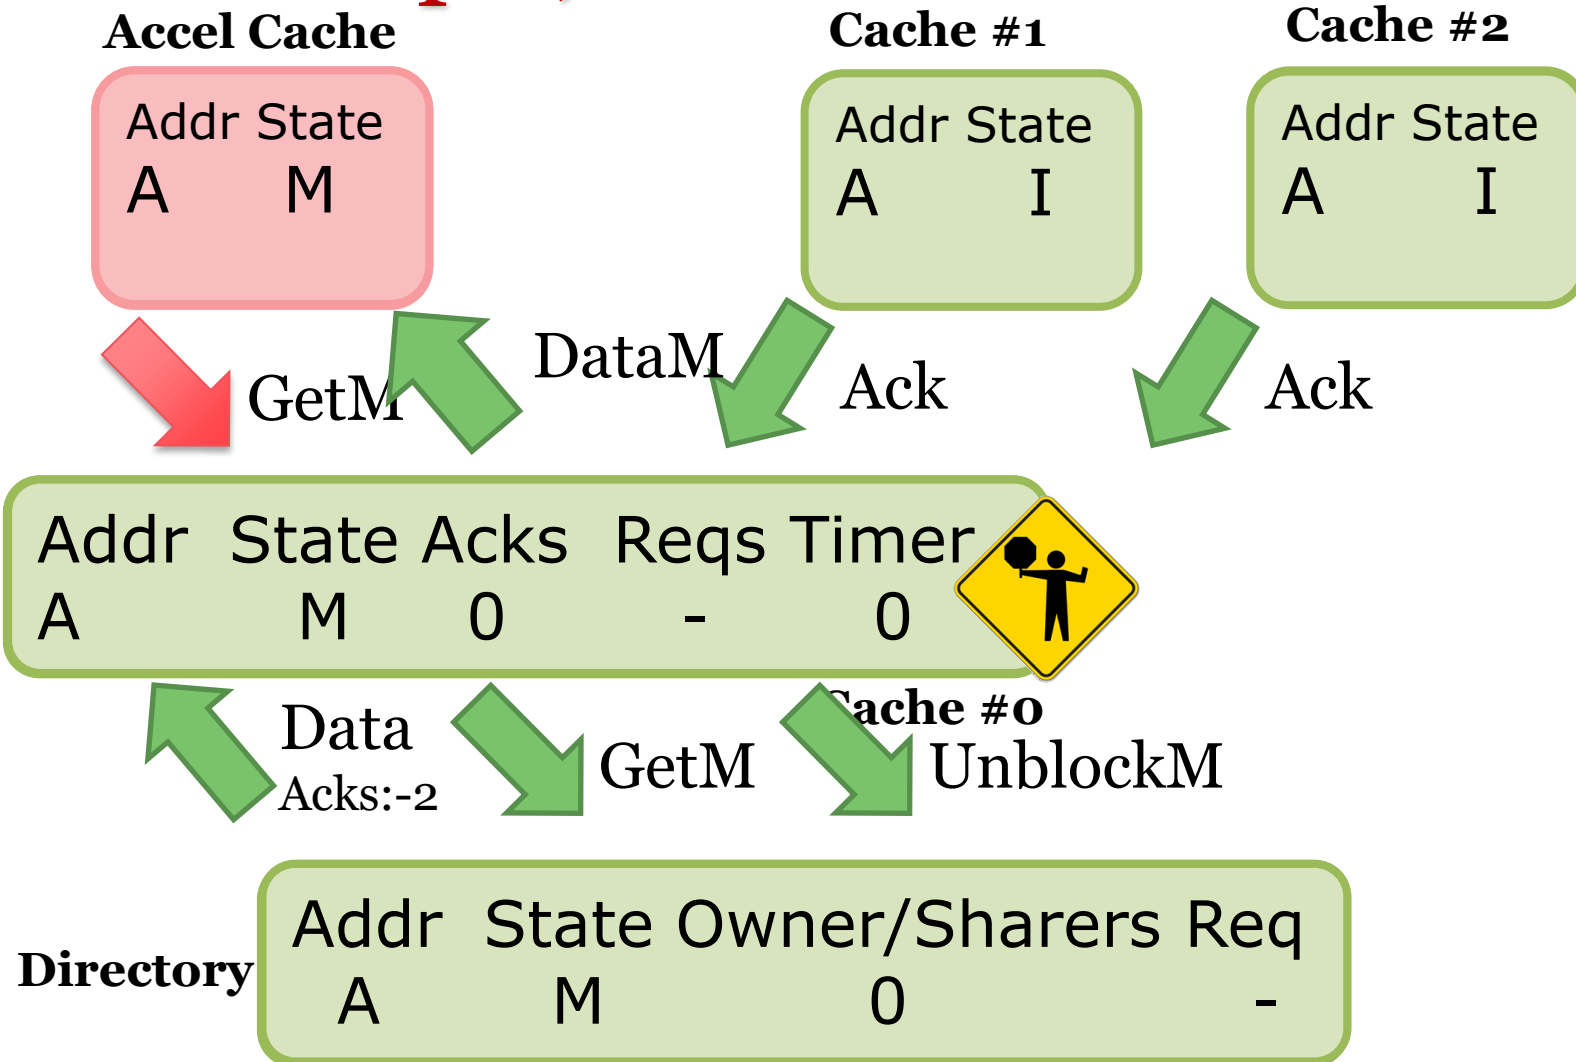 Accel Cache
Cache #1
Cache #2
Addr State
A M
Addr State
A I
Addr State
A I
GetM
DataM
Ack
Ack
Addr State Acks Reqs Timer
A M 0 - 0
Cache #0
Data
Acks:-2
GetM
UnblockM
Directory
Addr State Owner/Sharers Req
A M 0 -